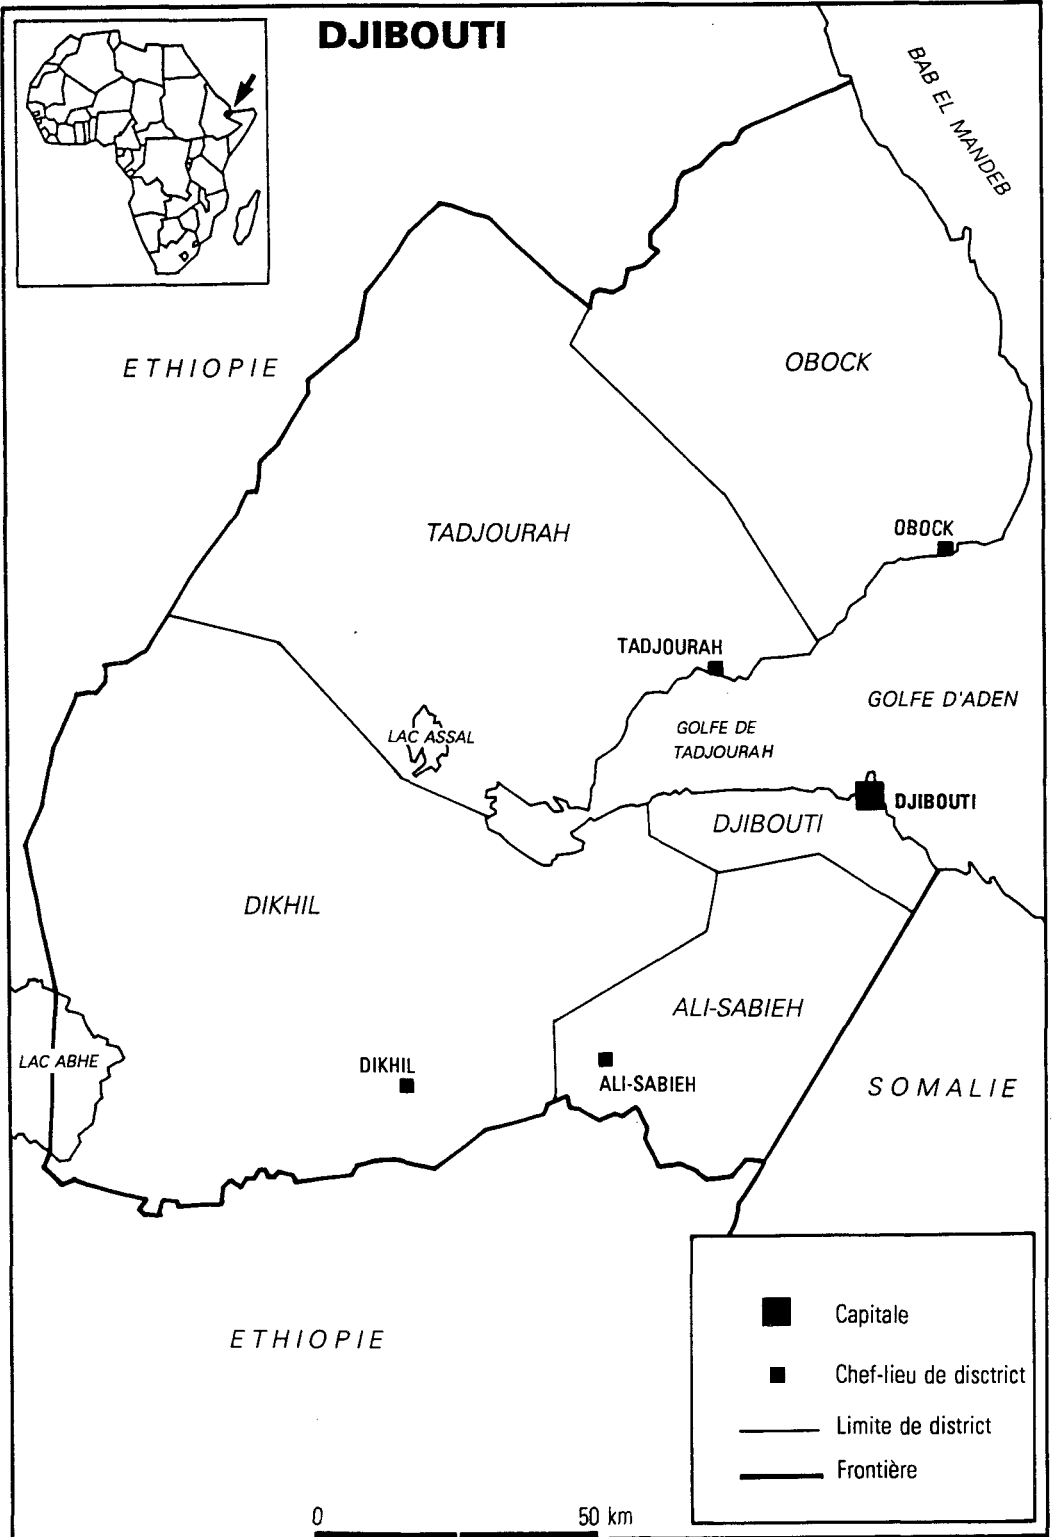 DJIBOUTI
BAB EL MANDEB
ETHIOPIE
OBOCK
TADJOURAH
OBOCK
TADJOURAH
GOLFE D'ADEN
GOLFE DE
TADJOURAH
LAC ASSAL
DJIBOUTI
DJIBOUTI
DIKHIL
ALI-SABIEH
LAC ABHE
DIKHIL
ALI-SABIEH
SOMALIE
ETHIOPIE
Capitale
Chef-lieu de disctrict
Limite de district
Frontière
0 50 km